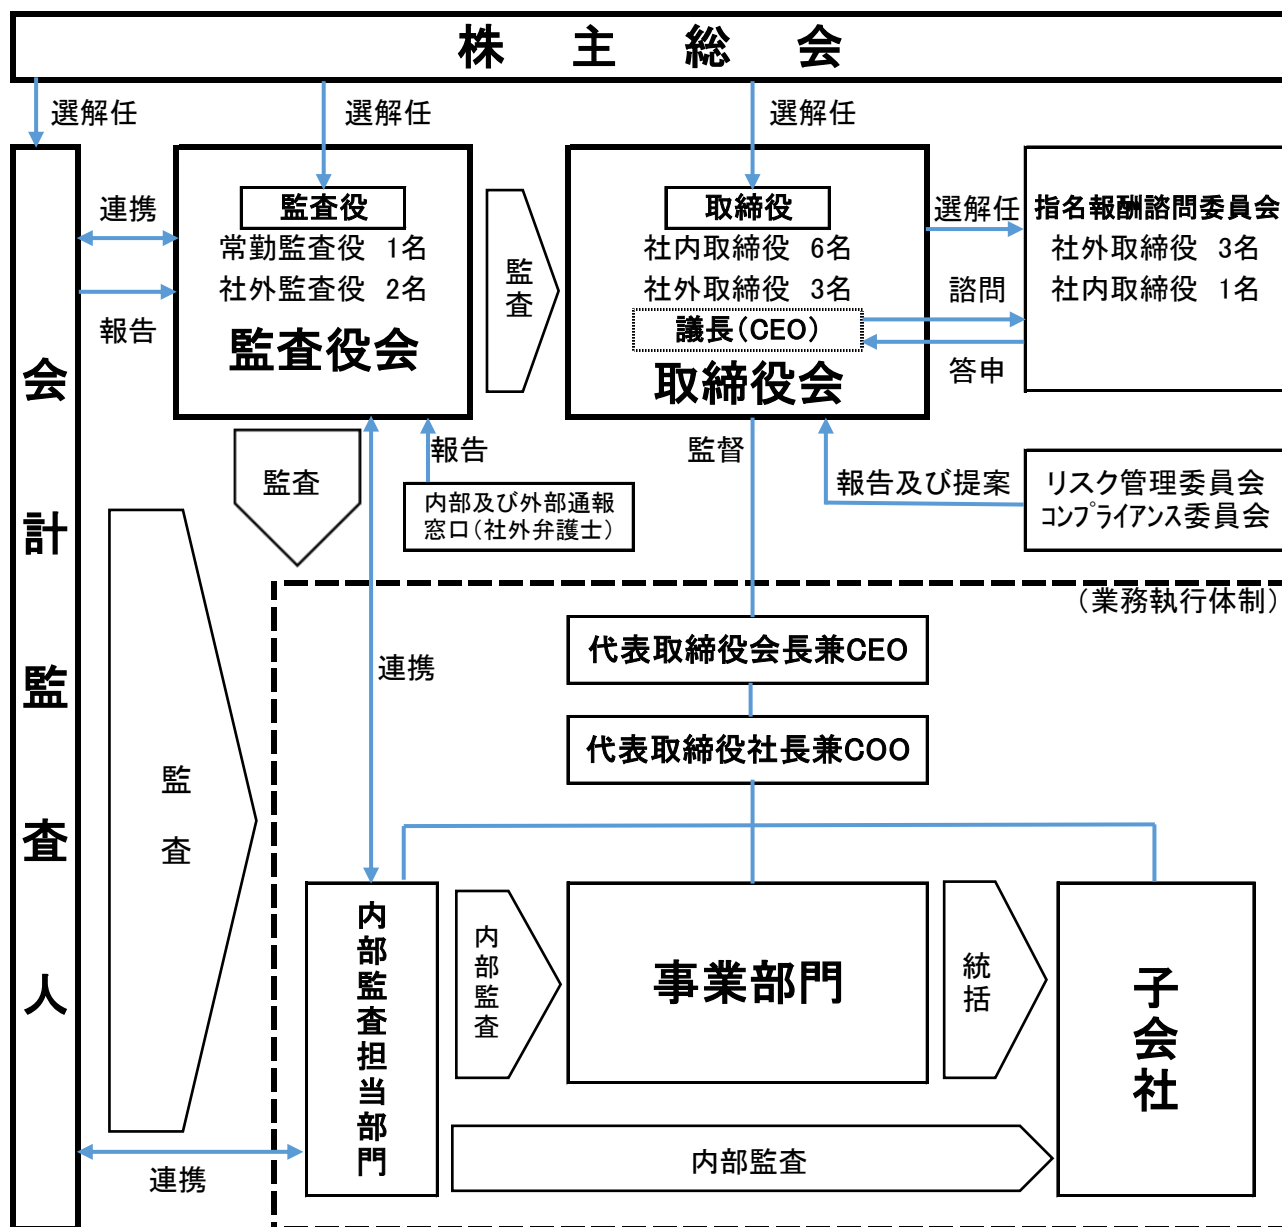 株主総会
選解任
選解任
選解任
連携
報告
監査役
常勤監査役 1名
社外監査役 2名
監査役会
監査
取締役
社内取締役 6名
社外取締役 3名
議長(CEO)
取締役会
選解任
諮問
答申
指名報酬諮問委員会
社外取締役 3名
社内取締役 1名
会計監査人
監査
報告
内部及び外部通報
窓口(社外弁護士)
監督
報告及び提案
リスク管理委員会
コンプライアンス委員会
(業務執行体制)
監査
連携
代表取締役会長兼CEO
代表取締役社長兼COO
内部監査担当部門
内部監査
事業部門
統括
子会社
内部監査
連携